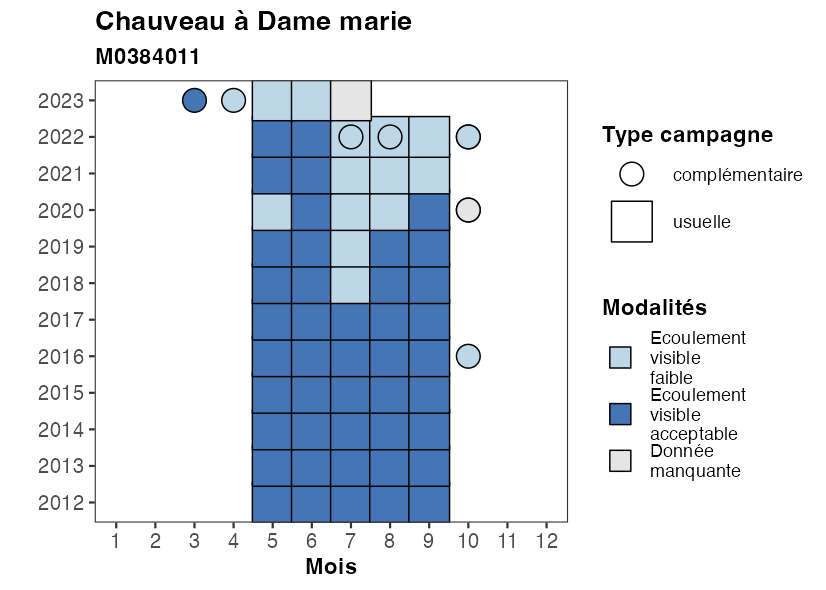 Chauveau à Dame marie
M0384011
2023
2022
2021
2020
2019
2018
2017
2016
2015
2014
2013
2012
1 2 3 4 5 6 7 8 9 10 11 12
Mois
Type campagne
complémentaire
usuelle
Modalités
Ecoulement
visible
faible
Ecoulement
visible
acceptable
Donnée
manquante